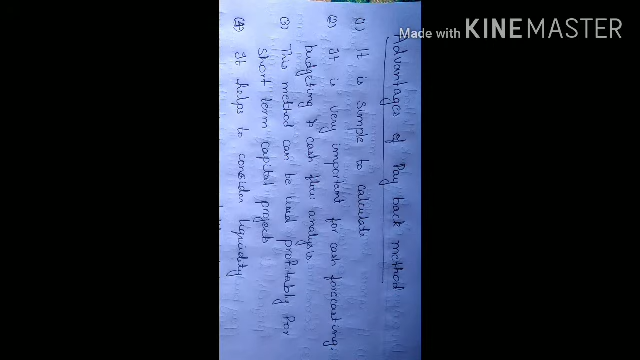 Made with KINEMASTER
Advantages of Pay back method
(1) It is simple to calculate
(2) It is very important for cash forecasting,
budgeting & cash flow analysis
(3) This method can be used profitably for
short term capital projects
(4) It helps to consider liquidity